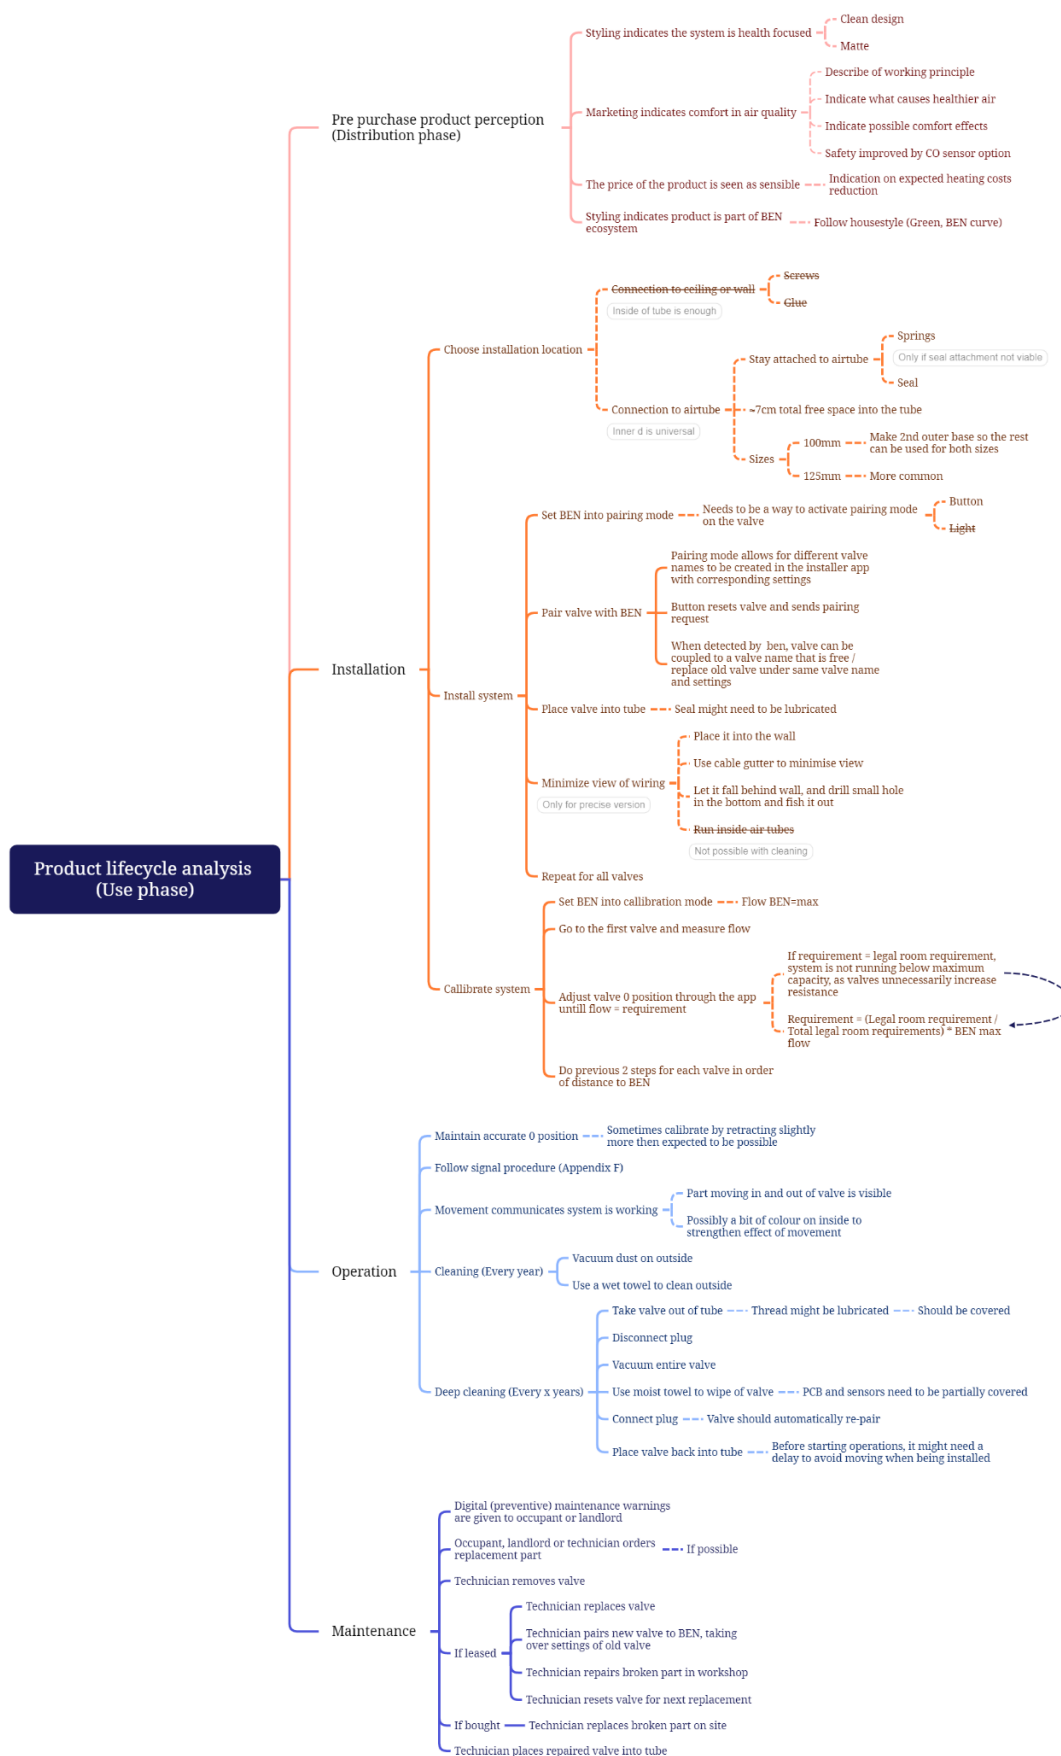 Product lifecycle analysis
(Use phase)
Pre purchase product perception
(Distribution phase)
Styling indicates the system is health focused
Clean design
Matte
Marketing indicates comfort in air quality
Describe of working principle
Indicate what causes healthier air
Indicate possible comfort effects
Safety improved by CO sensor option
The price of the product is seen as sensible
Indication on expected heating costs
reduction
Styling indicates product is part of BEN
ecosystem
Follow housestyle (Green, BEN curve)
Installation
Choose installation location
Connection to ceiling or wall
Inside of tube is enough
Screws
Glue
Connection to airtube
Inner d is universal
Stay attached to airtube
Springs
Only if seal attachment not viable
Seal
~7cm total free space into the tube
Sizes
100mm
Make 2nd outer base so the rest
can be used for both sizes
125mm
More common
Install system
Set BEN into pairing mode
Needs to be a way to activate pairing mode
on the valve
Button
Light
Pair valve with BEN
Pairing mode allows for different valve
names to be created in the installer app
with corresponding settings
Button resets valve and sends pairing
request
When detected by ben, valve can be
coupled to a valve name that is free /
replace old valve under same valve name
and settings
Place valve into tube
Seal might need to be lubricated
Minimize view of wiring
Only for precise version
Place it into the wall
Use cable gutter to minimise view
Let it fall behind wall, and drill small hole
in the bottom and fish it out
Run inside air tubes
Not possible with cleaning
Repeat for all valves
Callibrate system
Set BEN into callibration mode
Flow BEN=max
Go to the first valve and measure flow
Adjust valve 0 position through the app
untill flow = requirement
If requirement = legal room requirement,
system is not running below maximum
capacity, as valves unnecessarily increase
resistance
Requirement = (Legal room requirement /
Total legal room requirements) * BEN max
flow
Do previous 2 steps for each valve in order
of distance to BEN
Operation
Maintain accurate 0 position
Sometimes calibrate by retracting slightly
more then expected to be possible
Follow signal procedure (Appendix F)
Movement communicates system is working
Part moving in and out of valve is visible
Possibly a bit of colour on inside to
strengthen effect of movement
Cleaning (Every year)
Vacuum dust on outside
Use a wet towel to clean outside
Deep cleaning (Every x years)
Take valve out of tube
Thread might be lubricated
Should be covered
Disconnect plug
Vacuum entire valve
Use moist towel to wipe of valve
PCB and sensors need to be partially covered
Connect plug
Valve should automatically re-pair
Place valve back into tube
Before starting operations, it might need a
delay to avoid moving when being installed
Maintenance
Digital (preventive) maintenance warnings
are given to occupant or landlord
Occupant, landlord or technician orders
replacement part
If possible
Technician removes valve
If leased
Technician replaces valve
Technician pairs new valve to BEN, taking
over settings of old valve
Technician repairs broken part in workshop
Technician resets valve for next replacement
If bought
Technician replaces broken part on site
Technician places repaired valve into tube